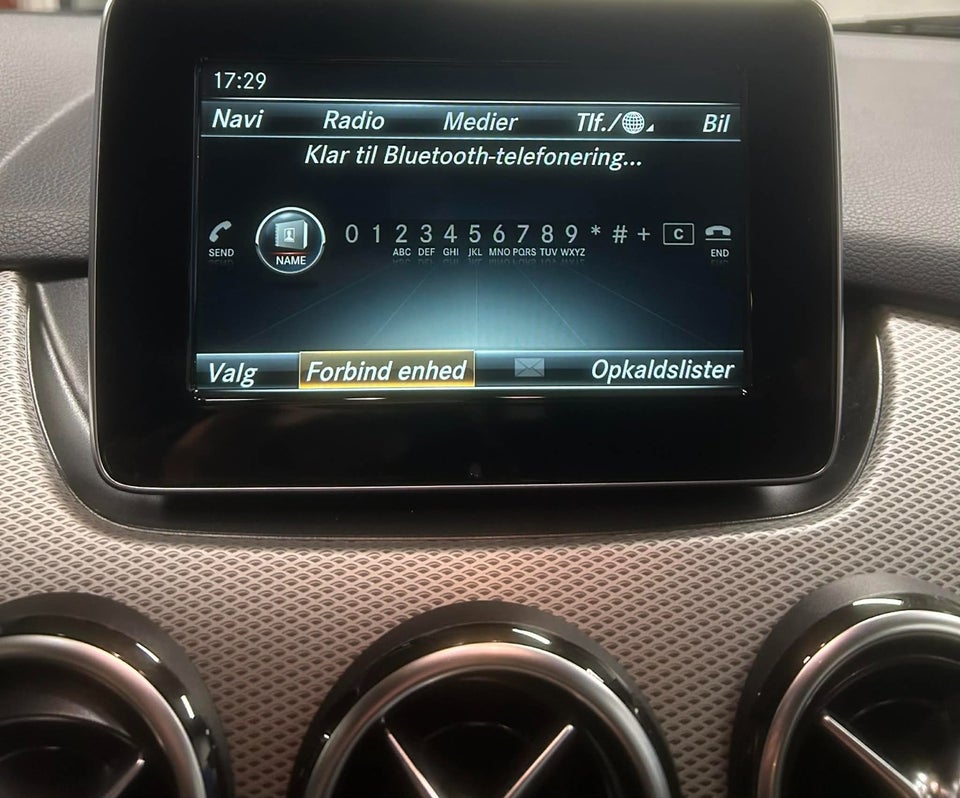 17:29
Navi Radio Medier Tlf./ Bil
Klar til Bluetooth-telefonering...
0 1 2 3 4 5 6 7 8 9 * # + C
SEND NAME ABC DEF GHI JKL MNO PQRS TUV WXYZ END
Valg Forbind enhed Opkaldslister